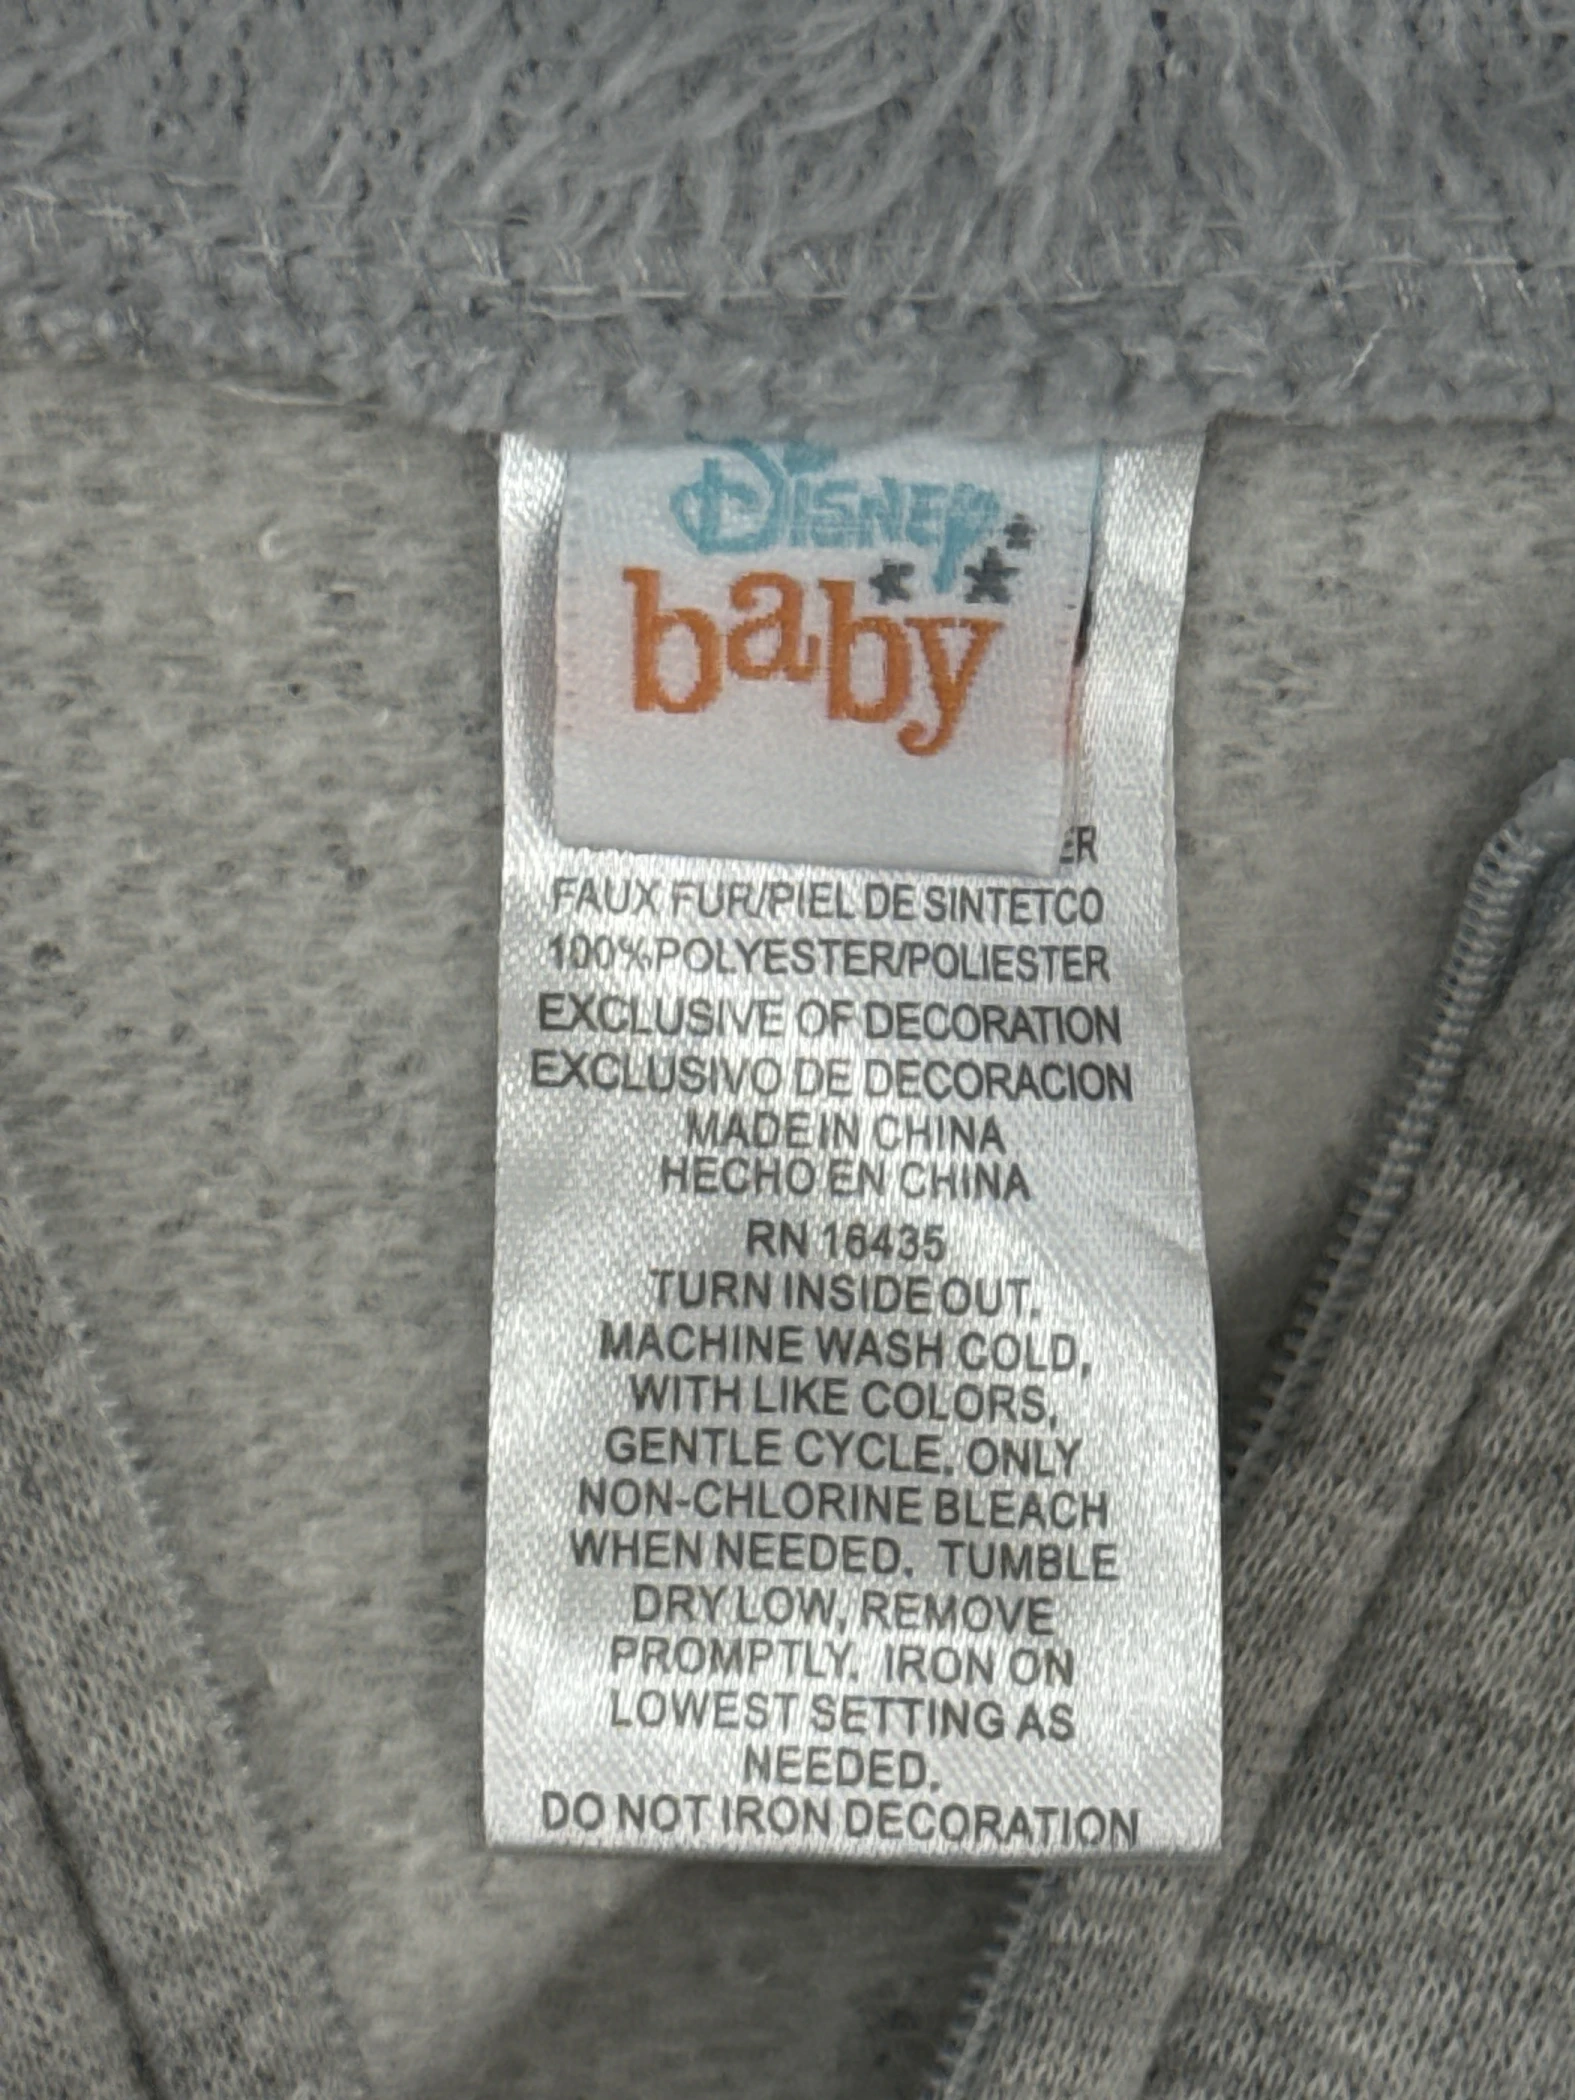 Disney
baby
FAUX FUR/PIEL DE SINTETCO
100%POLYESTER/POLIESTER
EXCLUSIVE OF DECORATION
EXCLUSIVO DE DECORACION
MADE IN CHINA
HECHO EN CHINA
RN 16435
TURN INSIDE OUT.
MACHINE WASH COLD,
WITH LIKE COLORS,
GENTLE CYCLE. ONLY
NON-CHLORINE BLEACH
WHEN NEEDED. TUMBLE
DRY LOW, REMOVE
PROMPTLY. IRON ON
LOWEST SETTING AS
NEEDED.
DO NOT IRON DECORATION